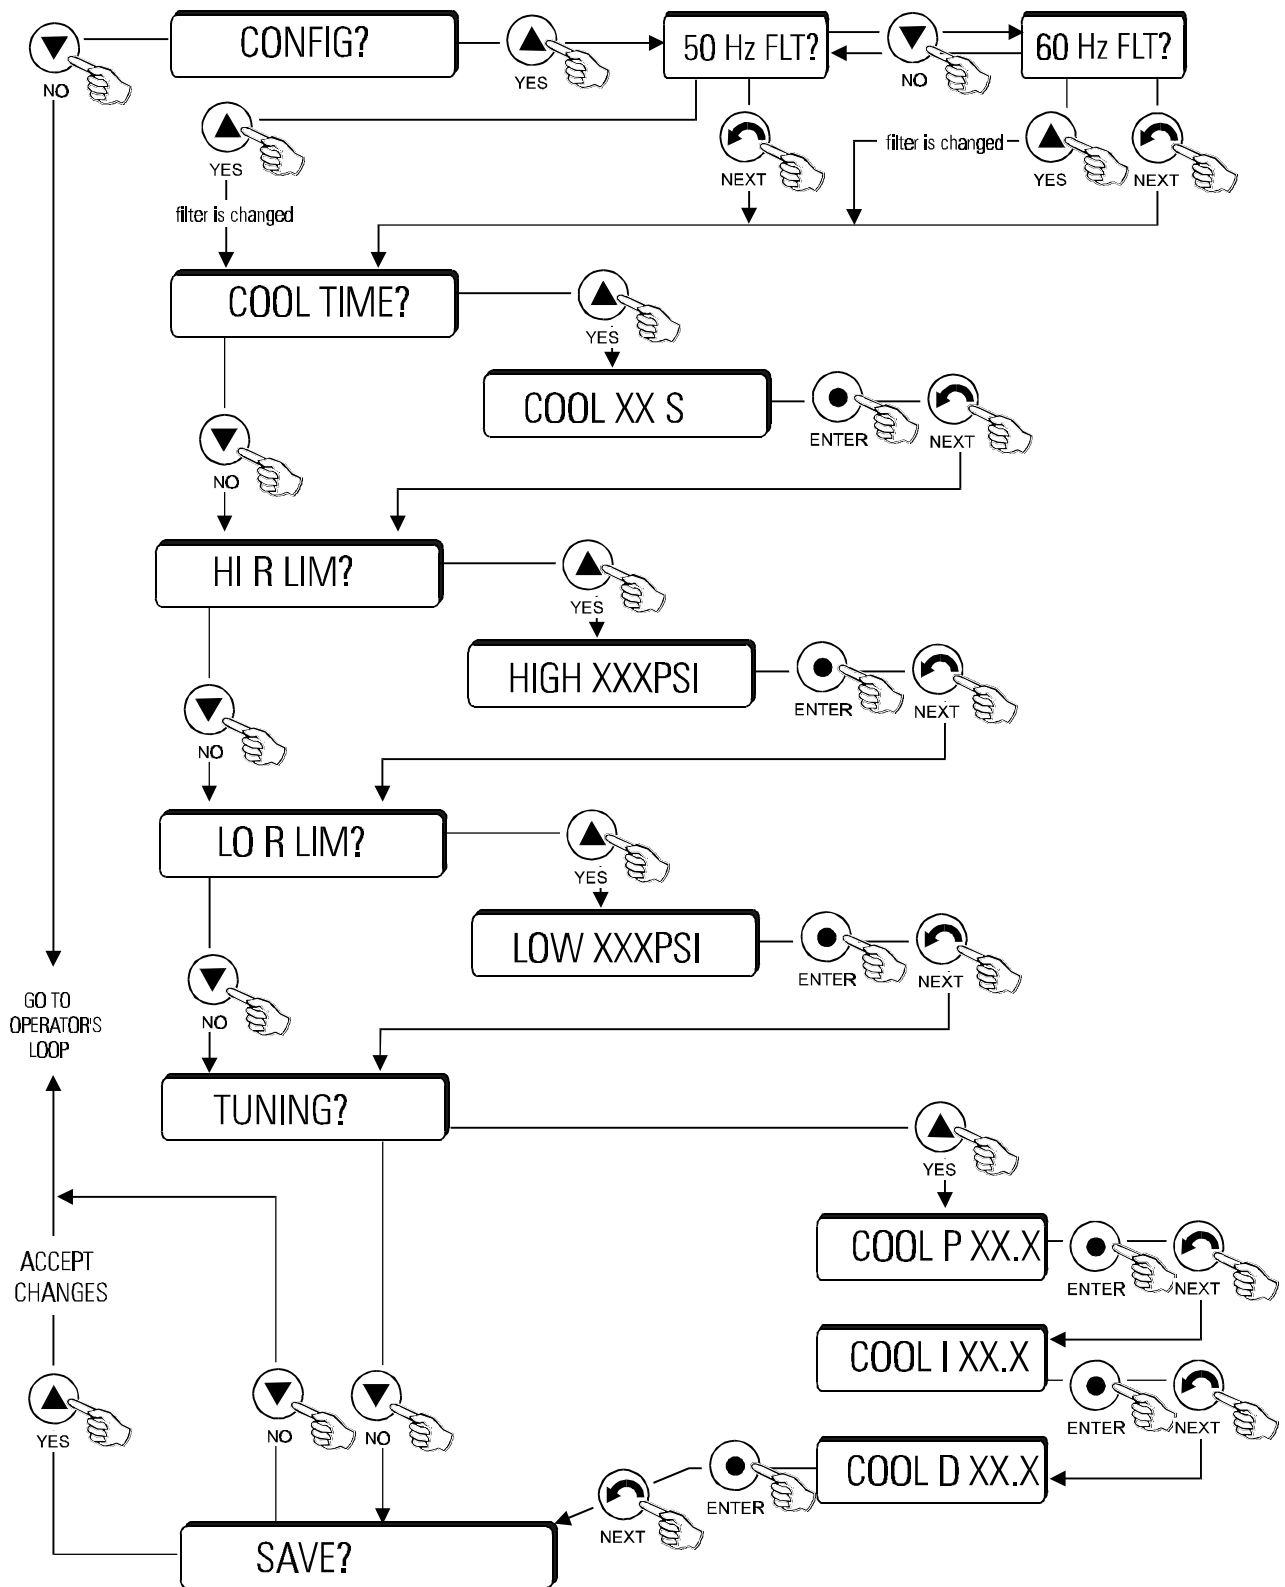 CONFIG?
50 Hz FLT?
60 Hz FLT?
NO
YES
NO
YES
NEXT
filter is changed
YES
NEXT
filter is changed
COOL TIME?
YES
COOL XX S
ENTER
NEXT
NO
HI R LIM?
YES
HIGH XXXPSI
ENTER
NEXT
NO
LO R LIM?
YES
LOW XXXPSI
ENTER
NEXT
NO
GO TO
OPERATOR'S
LOOP
TUNING?
YES
COOL P XX.X
ENTER
NEXT
ACCEPT
CHANGES
COOL I XX.X
ENTER
NEXT
YES
NO
NO
COOL D XX.X
ENTER
NEXT
SAVE?